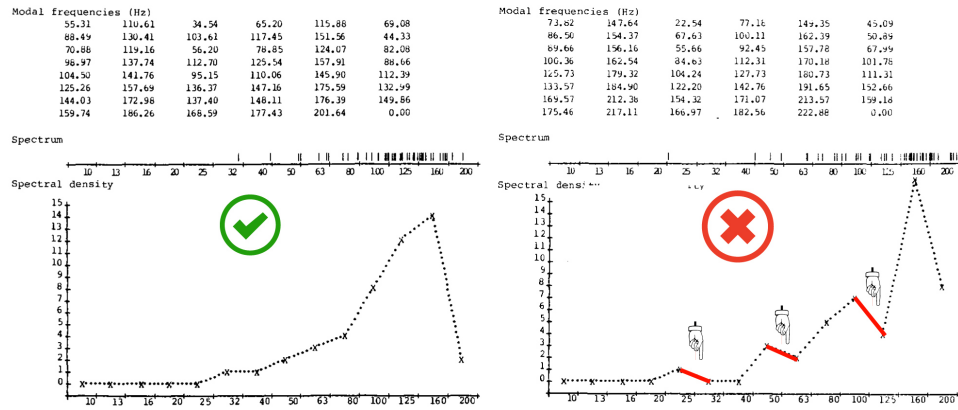 Modal frequencies (Hz)
55.31 110.61 34.54 65.20 115.88 69.08
88.49 130.41 103.61 117.45 151.56 44.33
70.88 119.16 56.20 78.85 124.07 82.08
98.97 137.74 112.70 125.54 157.91 88.66
104.50 141.76 95.15 110.06 145.90 112.39
125.26 157.69 136.37 147.16 175.59 132.99
144.03 172.98 137.40 148.11 176.39 149.86
159.74 186.26 168.59 177.43 201.64 0.00
Spectrum
10 13 16 20 25 32 40 50 63 80 100 125 160 200
Spectral density
15
14
13
12
11
10
9
8
7
6
5
4
3
2
1
0
10 13 16 20 25 32 40 50 63 80 100 125 160 200
Modal frequencies (Hz)
73.82 147.64 22.54 77.18 149.35 45.09
86.50 154.37 67.63 100.11 162.39 50.89
89.66 156.16 55.66 92.45 157.78 67.99
100.36 162.54 84.63 112.31 170.18 101.78
125.73 179.32 104.24 127.73 180.73 111.31
133.57 184.90 122.20 142.76 191.65 152.66
169.57 212.38 154.32 171.07 213.57 159.18
175.46 217.11 166.97 182.56 222.88 0.00
Spectrum
10 13 16 20 25 32 40 50 63 80 100 125 160 200
Spectral
15
14
13
12
11
10
9
8
7
6
5
4
3
2
1
0
10 13 16 20 25 32 40 50 63 80 100 125 160 200